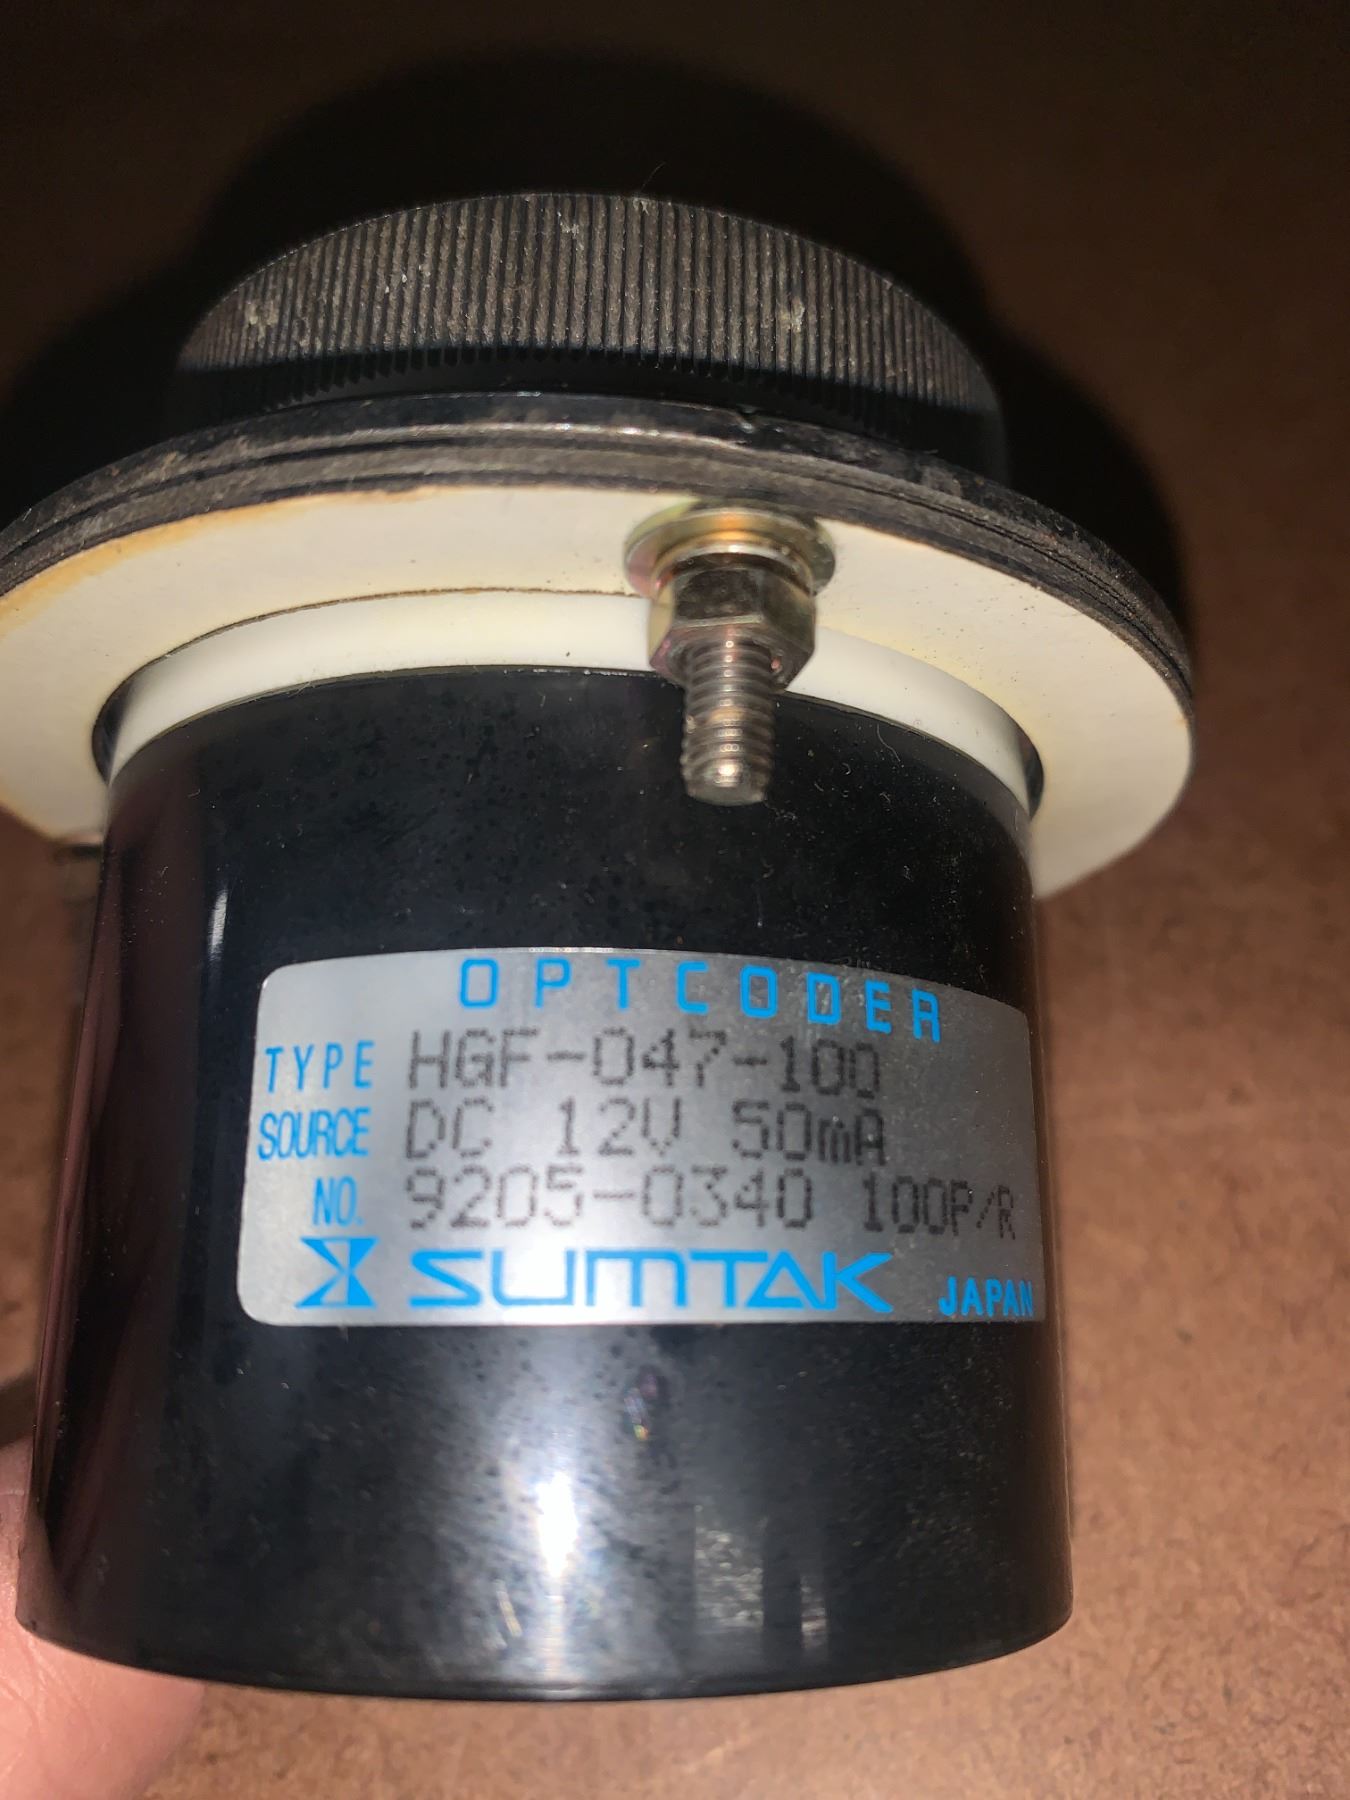 OPTCODER
TYPE HGF-047-100
SOURCE DC 12V 50mA
NO. 9205-0340 100P/R
SUMTAK JAPAN